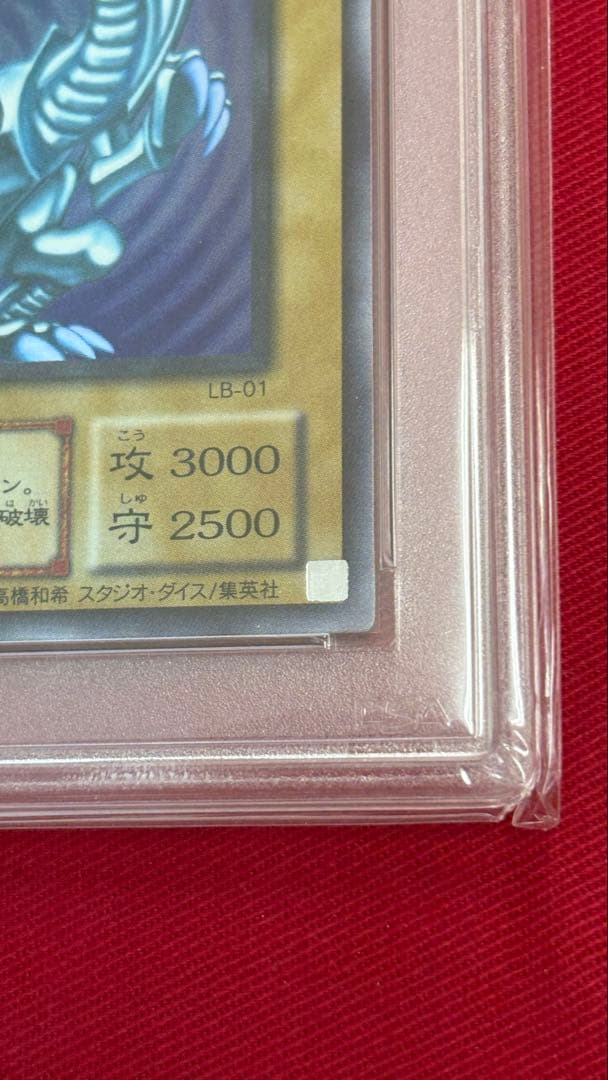 LB-01
こう
攻 3000
しゅ
守 2500
ン。
はかい
破壊
高橋和希 スタジオ・ダイス/集英社
PSA